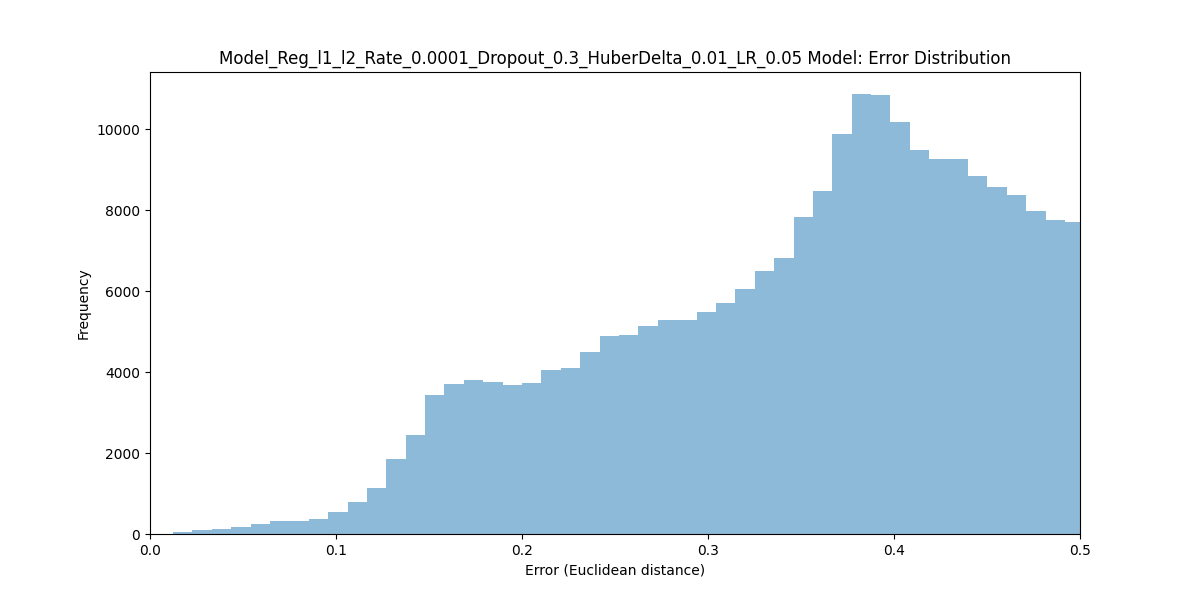 Model_Reg_l1_l2_Rate_0.0001_Dropout_0.3_HuberDelta_0.01_LR_0.05 Model: Error Distribution
10000
8000
6000
4000
2000
0
Frequency
0.0 0.1 0.2 0.3 0.4 0.5
Error (Euclidean distance)